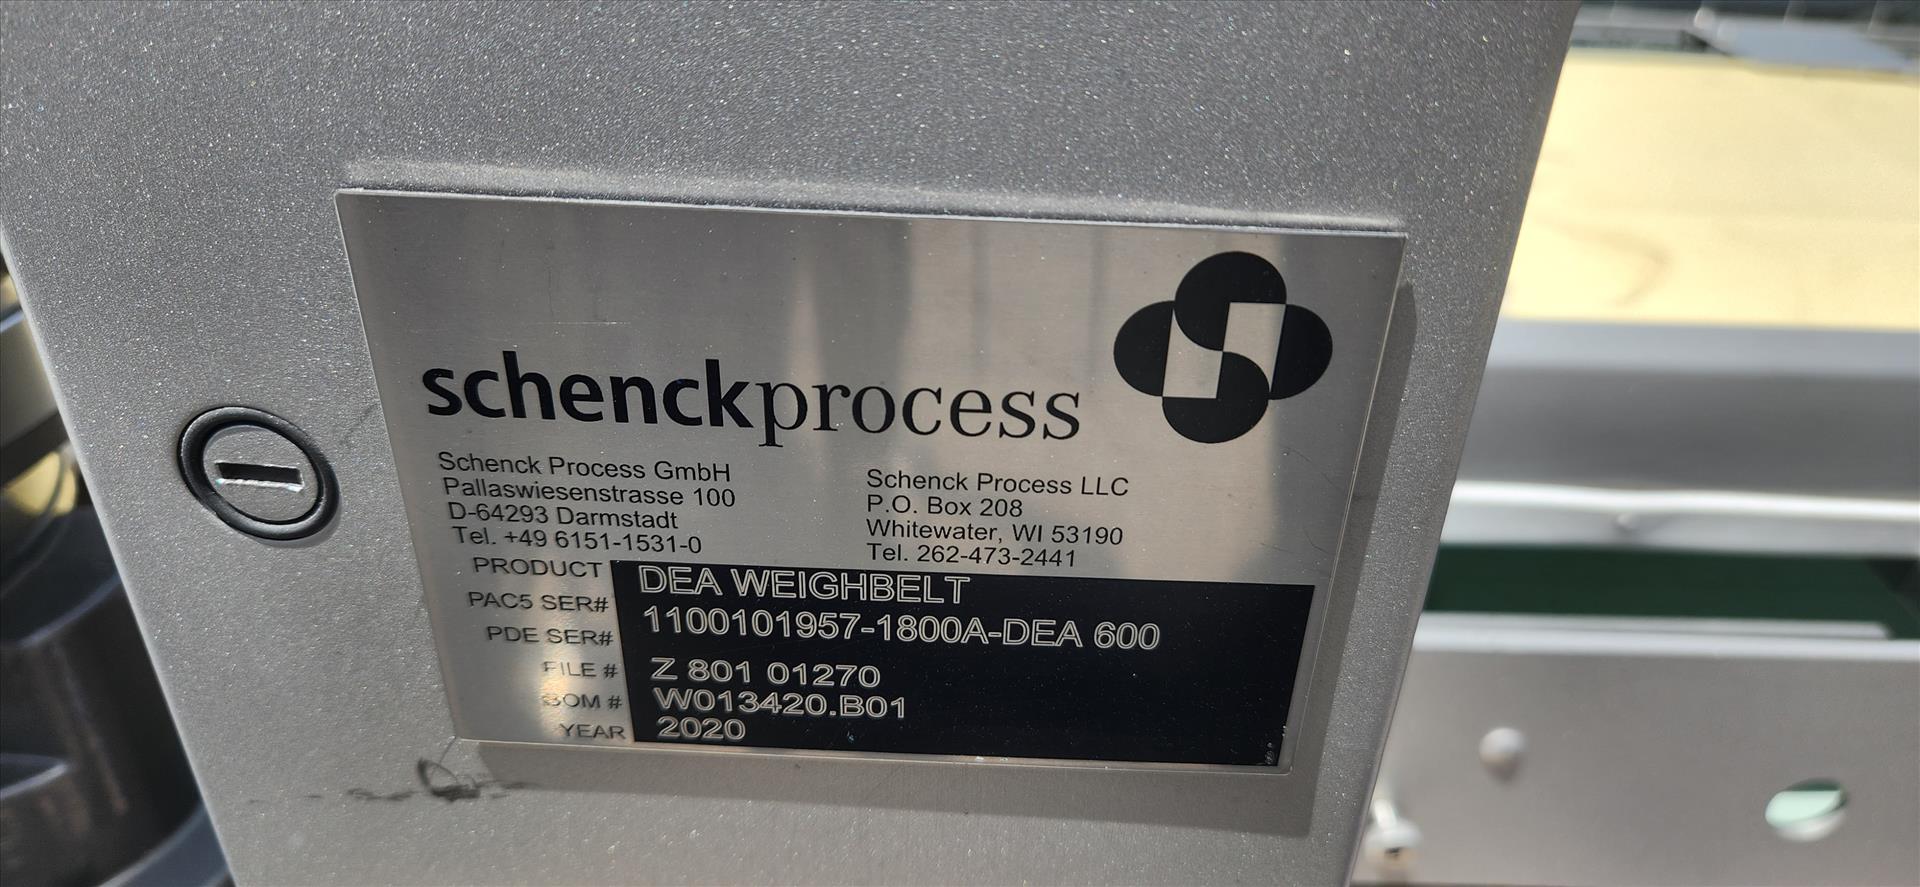 schenckprocess
Schenck Process GmbH
Pallaswiesenstrasse 100
D-64293 Darmstadt
Tel. +49 6151-1531-0
Schenck Process LLC
P.O. Box 208
Whitewater, WI 53190
Tel. 262-473-2441
PRODUCT DEA WEIGHBELT
PAC5 SER# 1100101957-1800A-DEA 600
PDE SER#
FILE # Z 801 01270
BOM # W013420.B01
YEAR 2020